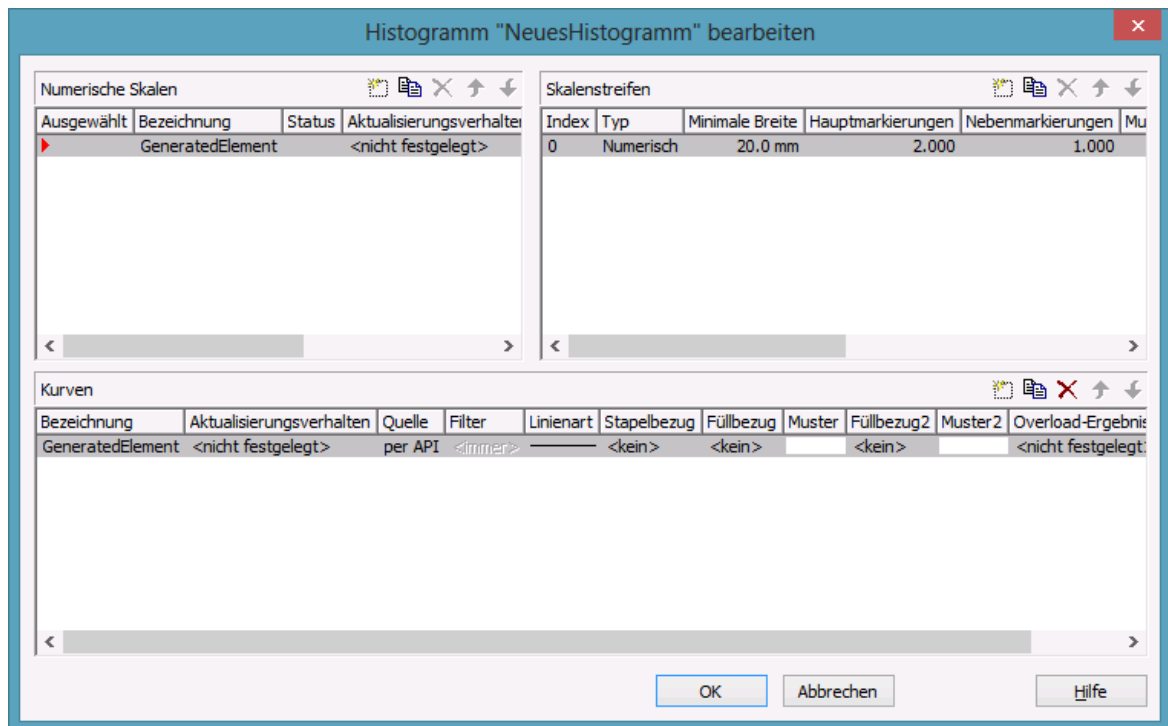 Histogramm "NeuesHistogramm" bearbeiten
Numerische Skalen
Ausgewählt Bezeichnung Status Aktualisierungsverhalten
GeneratedElement <nicht festgelegt>
Skalenstreifen
Index Typ Minimale Breite Hauptmarkierungen Nebenmarkierungen Mu
0 Numerisch 20.0 mm 2.000 1.000
Kurven
Bezeichnung Aktualisierungsverhalten Quelle Filter Linienart Stapelbezug Füllbezug Muster Füllbezug2 Muster2 Overload-Ergebnis
GeneratedElement <nicht festgelegt> per API <immer> <kein> <kein> <kein> <nicht festgelegt>
OK Abbrechen Hilfe